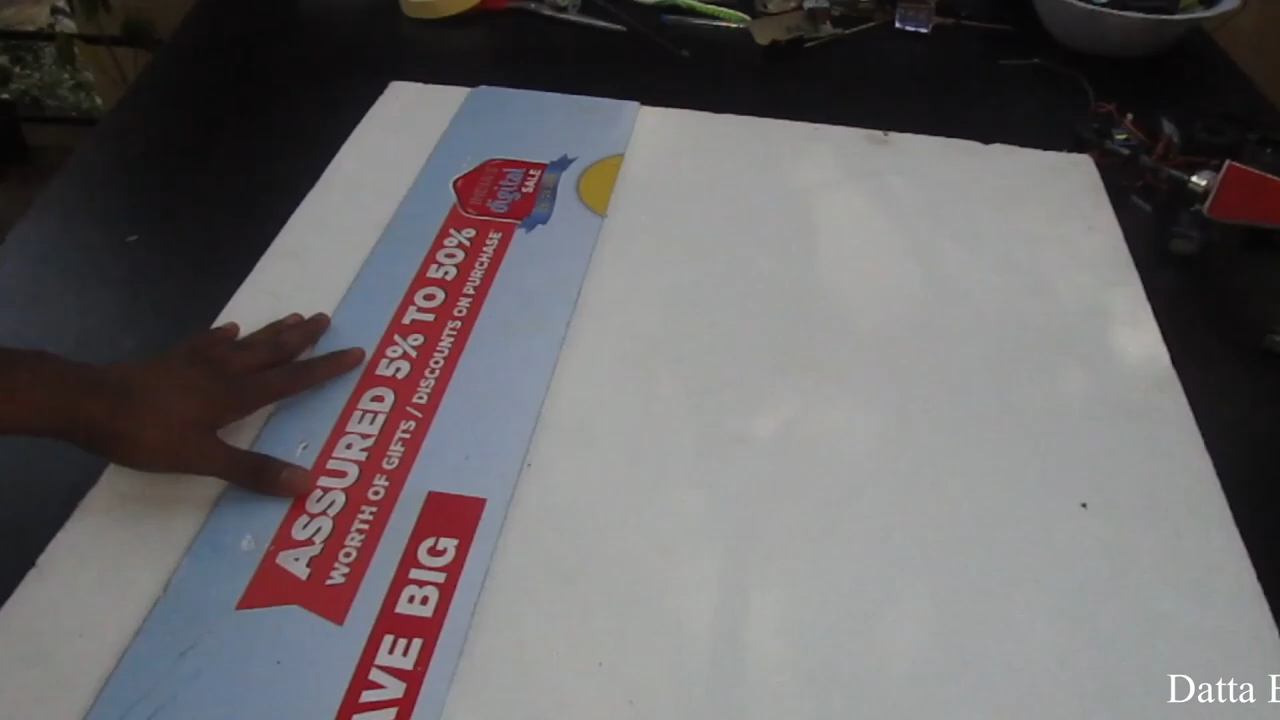 digital
SALE
ASSURED 5% TO 50%
WORTH OF GIFTS / DISCOUNTS ON PURCHASE
AVE BIG
Datta